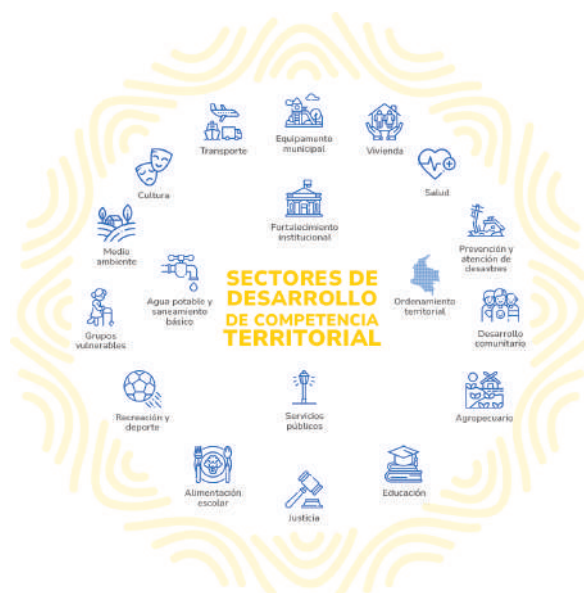 Transporte
Equipamento
municipal
Vivienda
Cultura
Salud
Fortalecimiento
institucional
Medio
ambiente
Prevención y
atención de
desastres
Agua potable y
saneamiento
básico
SECTORES DE
DESARROLLO
DE COMPETENCIA
TERRITORIAL
Ordenamiento
territorial
Grupos
vulnerables
Desarrollo
comunitario
Recreación y
deporte
Servicios
públicos
Agropecuario
Alimentación
escolar
Justicia
Educación